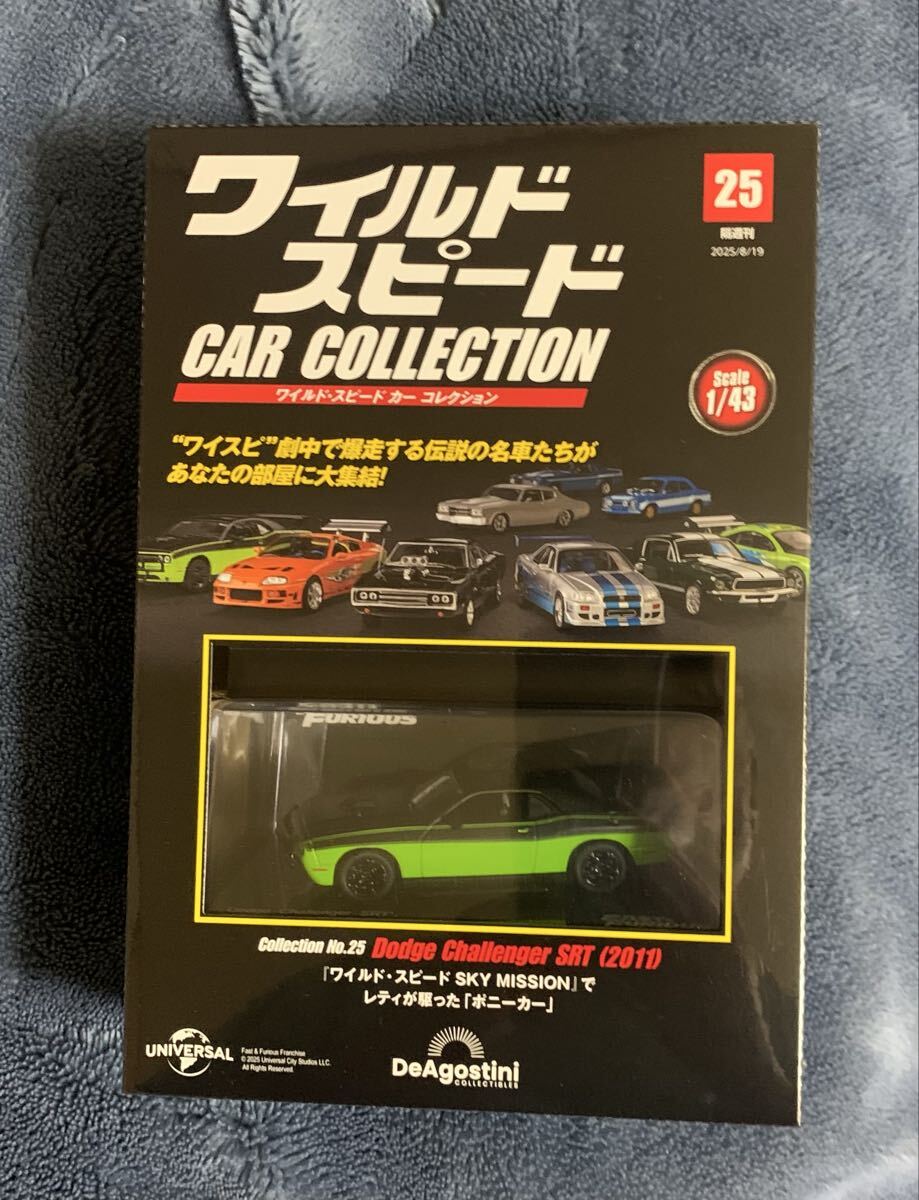 ワイルド
スピード
CAR COLLECTION
ワイルド・スピード カー コレクション
25
隔週刊
2025/8/19
Scale
1/43
“ワイスピ”劇中で爆走する伝説の名車たちが
あなたの部屋に大集結!
FURIOUS
Collection No.25 Dodge Challenger SRT (2011)
『ワイルド・スピード SKY MISSION』で
レティが駆った「ポニーカー」
UNIVERSAL
Fast & Furious Franchise
© 2025 Universal City Studios LLC.
All Rights Reserved.
DeAgostini
COLLECTIBLES